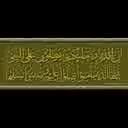 إن الله وملائكته يصلون على النبي
يا أيها الذين آمنوا صلوا عليه وسلموا تسليما